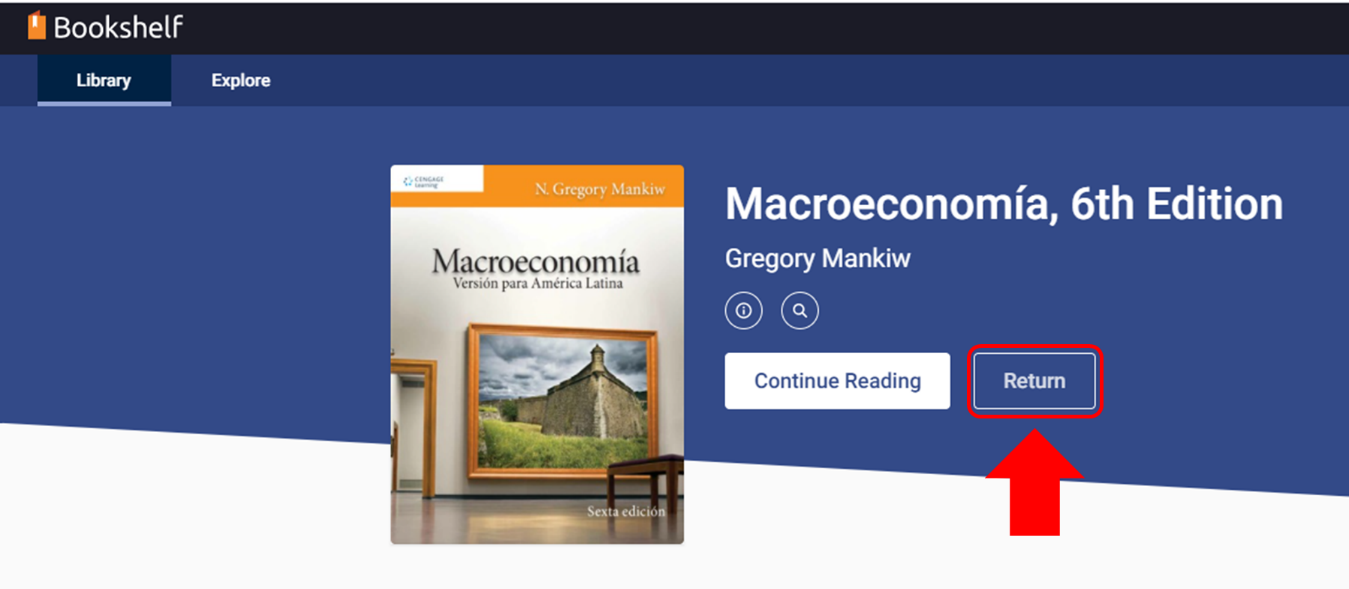 Bookshelf
Library
Explore
CENGAGE
Learning
N. Gregory Mankiw
Macroeconomía
Versión para América Latina
Sexta edición
Macroeconomía, 6th Edition
Gregory Mankiw
Continue Reading
Return